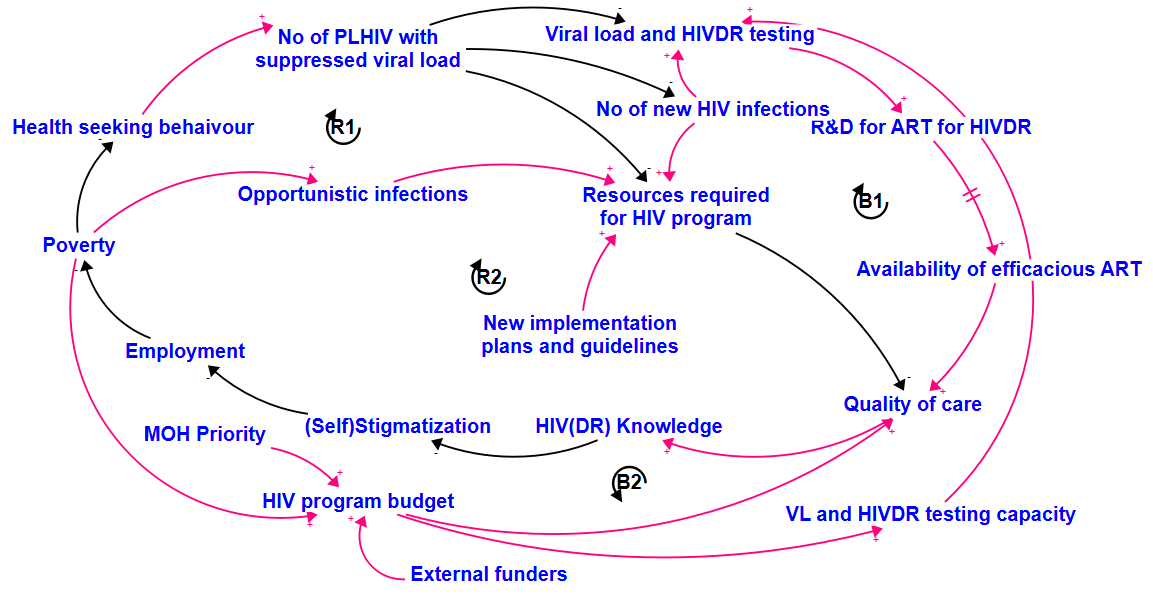 No of PLHIV with
suppressed viral load
Viral load and HIVDR testing
No of new HIV infections
Health seeking behaivour
R1
R&D for ART for HIVDR
Opportunistic infections
Resources required
for HIV program
B1
Poverty
R2
Availability of efficacious ART
New implementation
plans and guidelines
Employment
Quality of care
(Self)Stigmatization
HIV(DR) Knowledge
MOH Priority
B2
HIV program budget
VL and HIVDR testing capacity
External funders